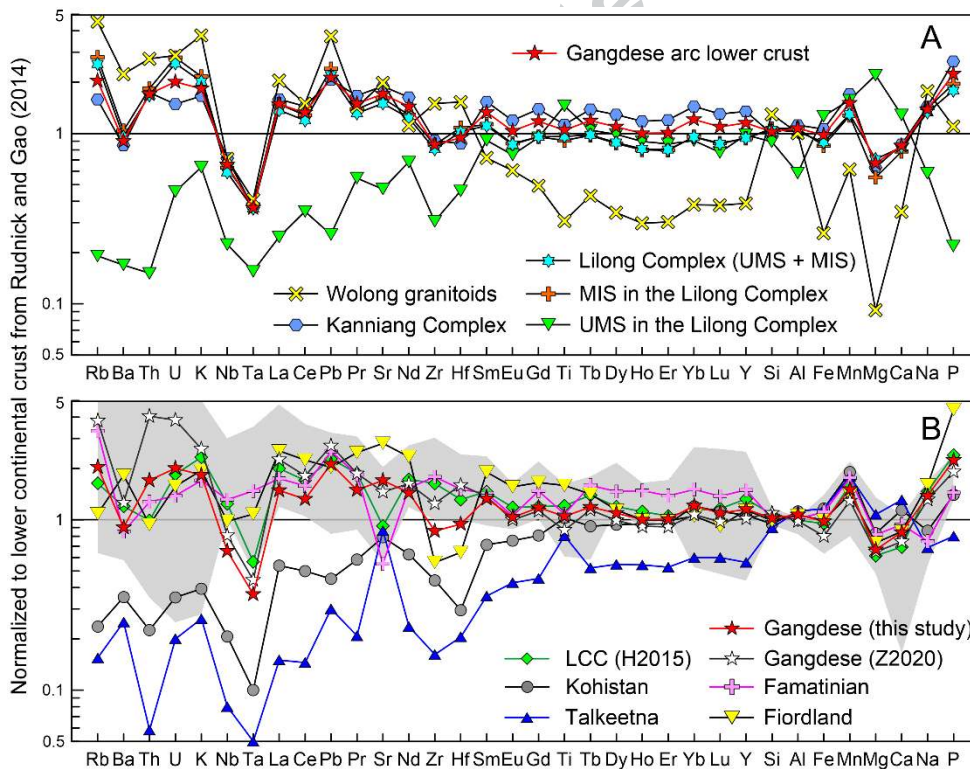 5
A
Gangdese arc lower crust
1
Lilong Complex (UMS + MIS)
Wolong granitoids
MIS in the Lilong Complex
Kanniang Complex
UMS in the Lilong Complex
0.1
0.5
Rb Ba Th U K Nb Ta La Ce Pb Pr Sr Nd Zr Hf Sm Eu Gd Ti Tb Dy Ho Er Yb Lu Y Si Al Fe Mn Mg Ca Na P
Normalized to lower continental crust from Rudnick and Gao (2014)
5
B
1
Gangdese (this study)
LCC (H2015)
Gangdese (Z2020)
Kohistan
Famatinian
Talkeetna
Fiordland
0.1
0.5
Rb Ba Th U K Nb Ta La Ce Pb Pr Sr Nd Zr Hf Sm Eu Gd Ti Tb Dy Ho Er Yb Lu Y Si Al Fe Mn Mg Ca Na P